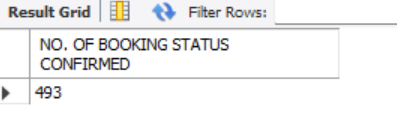 Result Grid Filter Rows:
NO. OF BOOKING STATUS
CONFIRMED
493